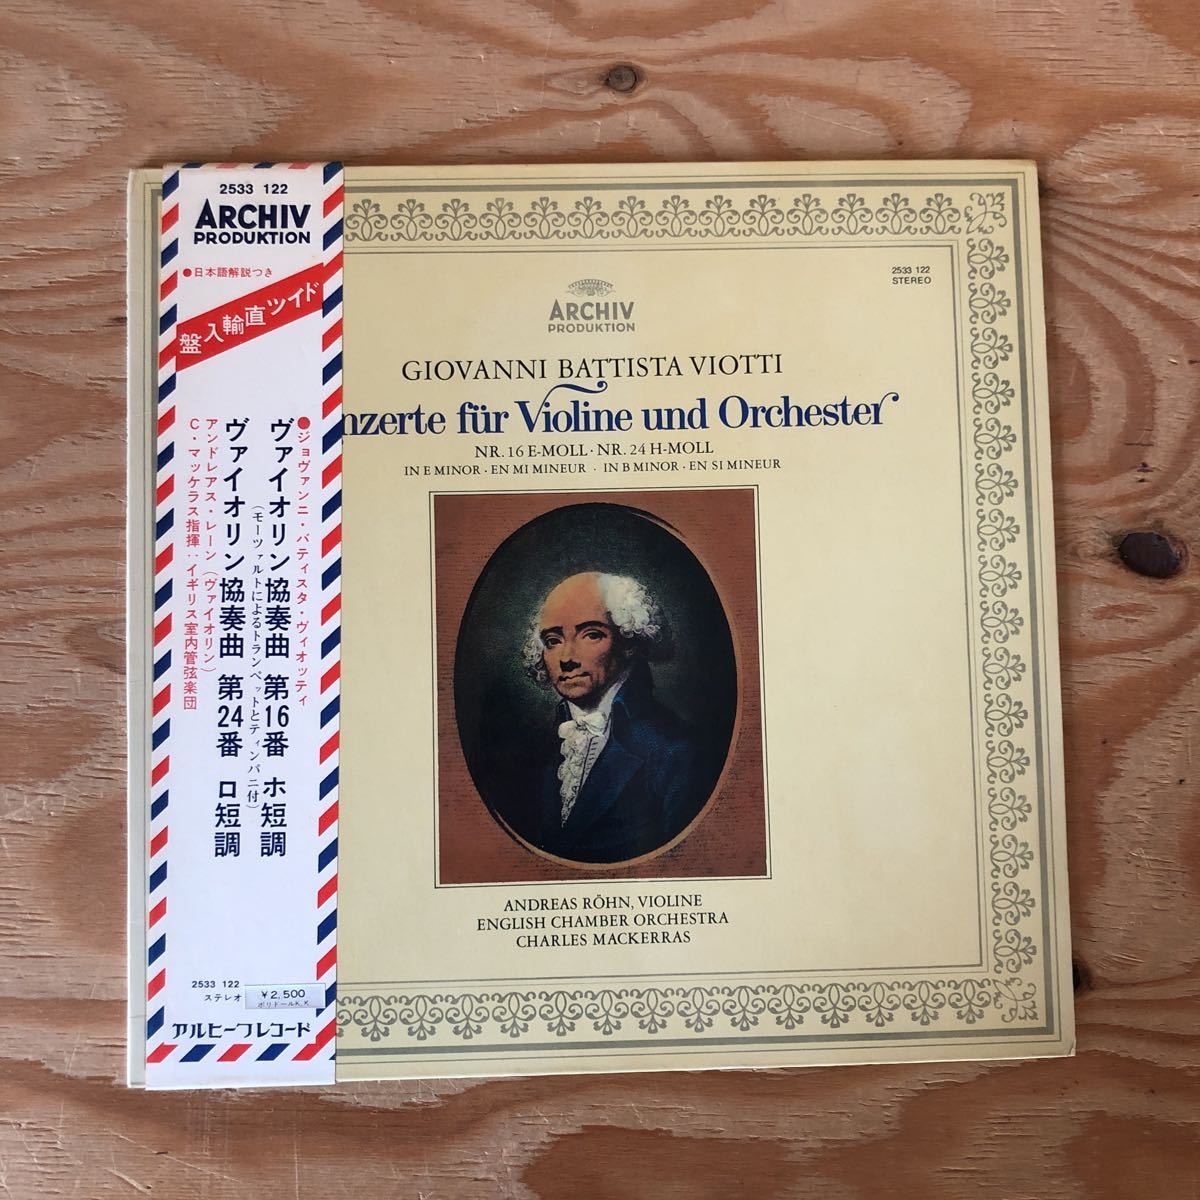 2533 122
ARCHIV
PRODUKTION
●日本語解説つき
ドイツ直輸入盤
●ジョヴァンニ・バティスタ・ヴィオッティ
ヴァイオリン協奏曲 第16番 ホ短調
(モーツァルトによるトランペットとティンパニ付)
ヴァイオリン協奏曲 第24番 ロ短調
アンドレアス・レーン(ヴァイオリン)
C・マッケラス指揮:イギリス室内管弦楽団
2533 122
ステレオ
¥2,500
ポリドールK.K
アルヒーフレコード
2533 122
STEREO
ARCHIV
PRODUKTION
GIOVANNI BATTISTA VIOTTI
nzerte für Violine und Orchester
NR. 16 E-MOLL · NR. 24 H-MOLL
IN E MINOR · EN MI MINEUR · IN B MINOR · EN SI MINEUR
ANDREAS RÖHN, VIOLINE
ENGLISH CHAMBER ORCHESTRA
CHARLES MACKERRAS